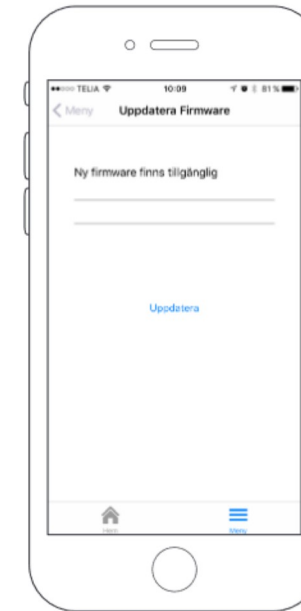 TELIA 10:09 81 %
Meny Uppdatera Firmware
Ny firmware finns tillgänglig
Uppdatera
Hem Meny